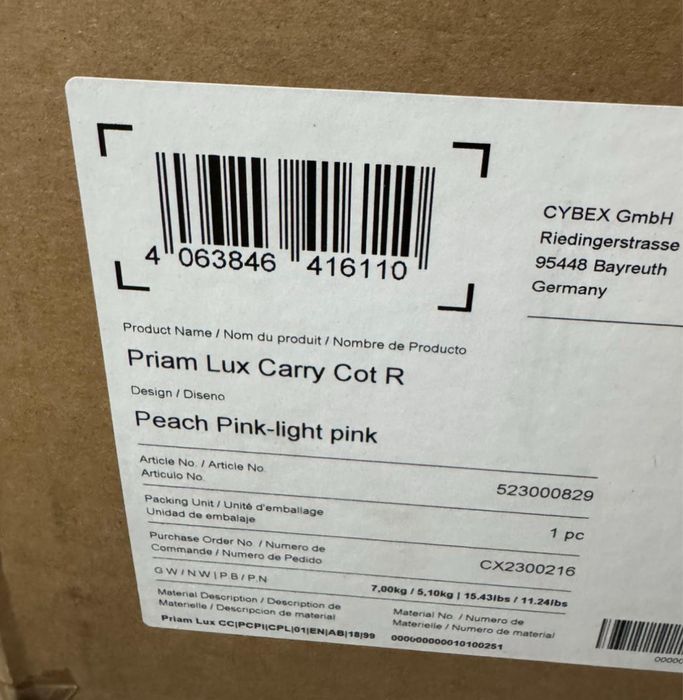 4 063846 416110
CYBEX GmbH
Riedingerstrasse
95448 Bayreuth
Germany
Product Name / Nom du produit / Nombre de Producto
Priam Lux Carry Cot R
Design / Diseno
Peach Pink-light pink
Article No. / Article No.
Articulo No.
523000829
Packing Unit / Unité d'emballage
Unidad de embalaje
1 pc
Purchase Order No. / Numero de
Commande / Numero de Pedido
CX2300216
GW/NW|PB/PN
7,00kg / 5,10kg | 15.43lbs / 11.24lbs
Material Description / Description de
Materielle / Descripcion de material
Priam Lux CC|PCPI|CPL|01|EN|AB|18|99
Material No. / Numero de
Materielle / Numero de material
000000000010100251